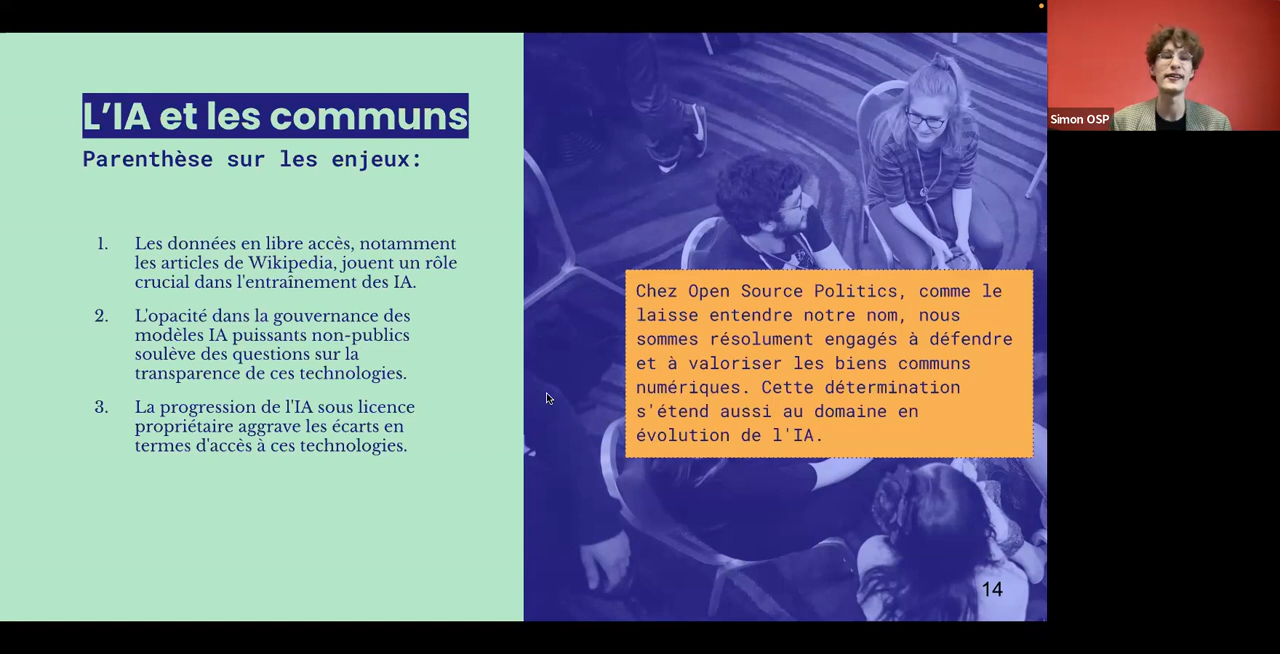 L'IA et les communs
Parenthèse sur les enjeux:
1. Les données en libre accès, notamment
les articles de Wikipedia, jouent un rôle
crucial dans l'entraînement des IA.
2. L'opacité dans la gouvernance des
modèles IA puissants non-publics
soulève des questions sur la
transparence de ces technologies.
3. La progression de l'IA sous licence
propriétaire aggrave les écarts en
termes d'accès à ces technologies.
Chez Open Source Politics, comme le
laisse entendre notre nom, nous
sommes résolument engagés à défendre
et à valoriser les biens communs
numériques. Cette détermination
s'étend aussi au domaine en
évolution de l'IA.
14
Simon OSP